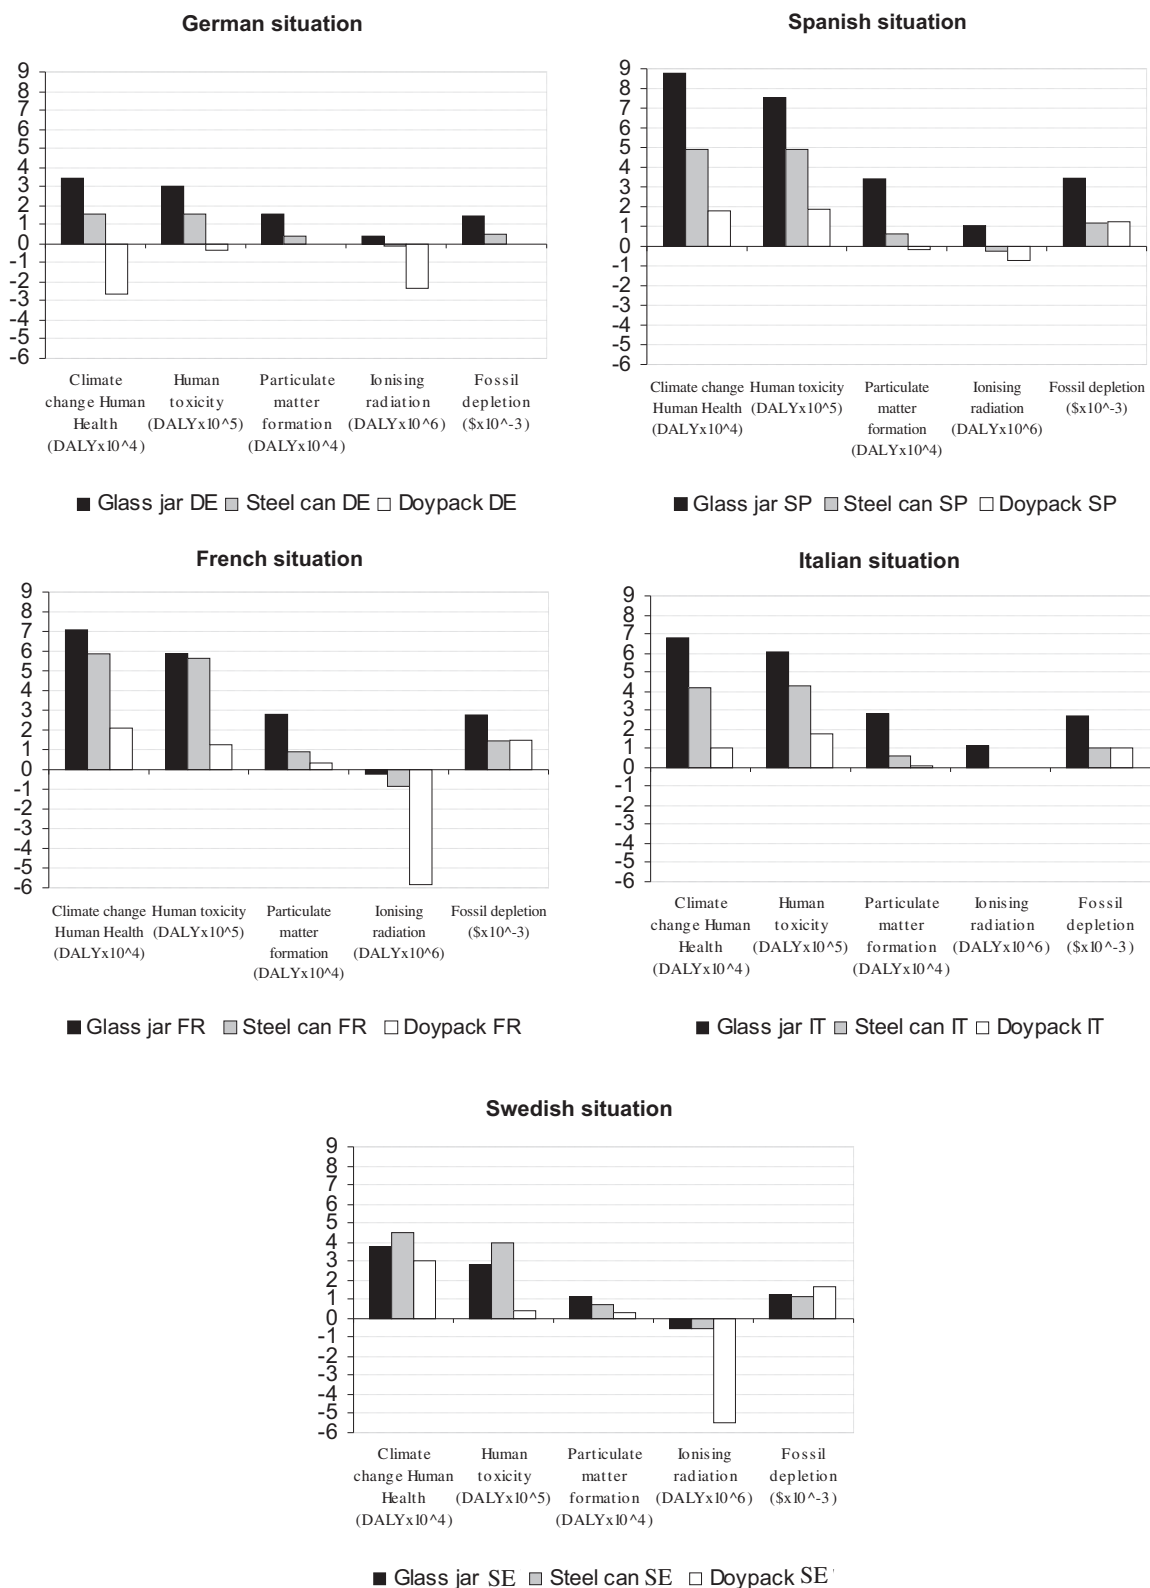 German situation
9
8
7
6
5
4
3
2
1
0
-1
-2
-3
-4
-5
-6
Climate
change Human
Health
(DALYx10^4)
Human
toxicity
(DALYx10^5)
Particulate
matter
formation
(DALYx10^4)
Ionising
radiation
(DALYx10^6)
Fossil
depletion
($x10^-3)
Glass jar DE Steel can DE Doypack DE
Spanish situation
9
8
7
6
5
4
3
2
1
0
-1
-2
-3
-4
-5
-6
Climate change
Human Health
(DALYx10^4)
Human toxicity
(DALYx10^5)
Particulate
matter
formation
(DALYx10^4)
Ionising
radiation
(DALYx10^6)
Fossil depletion
($x10^-3)
Glass jar SP Steel can SP Doypack SP
French situation
9
8
7
6
5
4
3
2
1
0
-1
-2
-3
-4
-5
-6
Climate change
Human Health
(DALYx10^4)
Human toxicity
(DALYx10^5)
Particulate
matter
formation
(DALYx10^4)
Ionising
radiation
(DALYx10^6)
Fossil depletion
($x10^-3)
Glass jar FR Steel can FR Doypack FR
Italian situation
9
8
7
6
5
4
3
2
1
0
-1
-2
-3
-4
-5
-6
Climate
change Human
Health
(DALYx10^4)
Human
toxicity
(DALYx10^5)
Particulate
matter
formation
(DALYx10^4)
Ionising
radiation
(DALYx10^6)
Fossil
depletion
($x10^-3)
Glass jar IT Steel can IT Doypack IT
Swedish situation
9
8
7
6
5
4
3
2
1
0
-1
-2
-3
-4
-5
-6
Climate
change Human
Health
(DALYx10^4)
Human
toxicity
(DALYx10^5)
Particulate
matter
formation
(DALYx10^4)
Ionising
radiation
(DALYx10^6)
Fossil
depletion
($x10^-3)
Glass jar SE Steel can SE Doypack SE